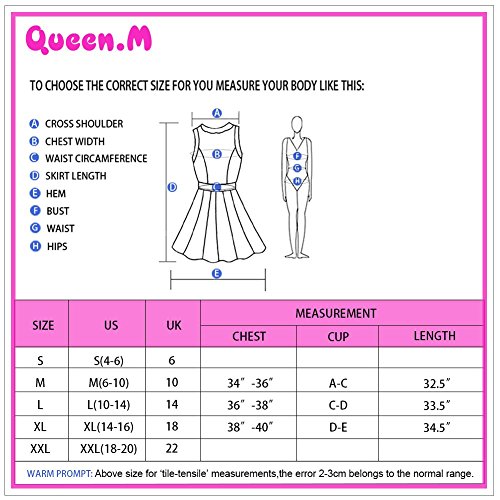 Queen.M
TO CHOOSE THE CORRECT SIZE FOR YOU MEASURE YOUR BODY LIKE THIS:
A CROSS SHOULDER
B CHEST WIDTH
C WAIST CIRCAMFERENCE
D SKIRT LENGTH
E HEM
F BUST
G WAIST
H HIPS
A
B
C
D
E
F
G
H
SIZE US UK MEASUREMENT
CHEST CUP LENGTH
S S(4-6) 6
M M(6-10) 10 34" -36" A-C 32.5"
L L(10-14) 14 36" -38" C-D 33.5"
XL XL(14-16) 18 38" -40" D-E 34.5"
XXL XXL(18-20) 22
WARM PROMPT: Above size for 'tile-tensile' measurements,the error 2-3cm belongs to the normal range.